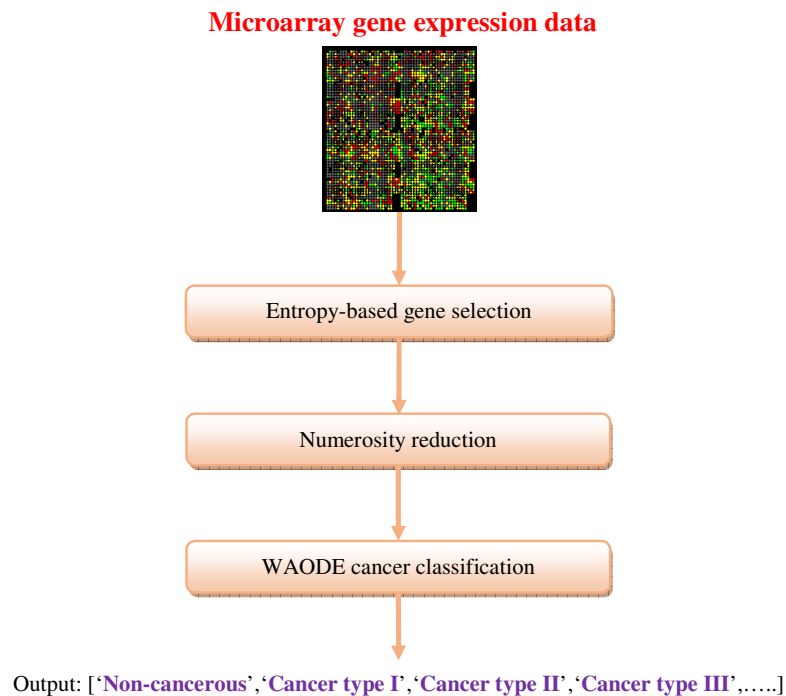 Microarray gene expression data
Entropy-based gene selection
Numerosity reduction
WAODE cancer classification
Output: [‘Non-cancerous’,‘Cancer type I’,‘Cancer type II’,‘Cancer type III’,…..]